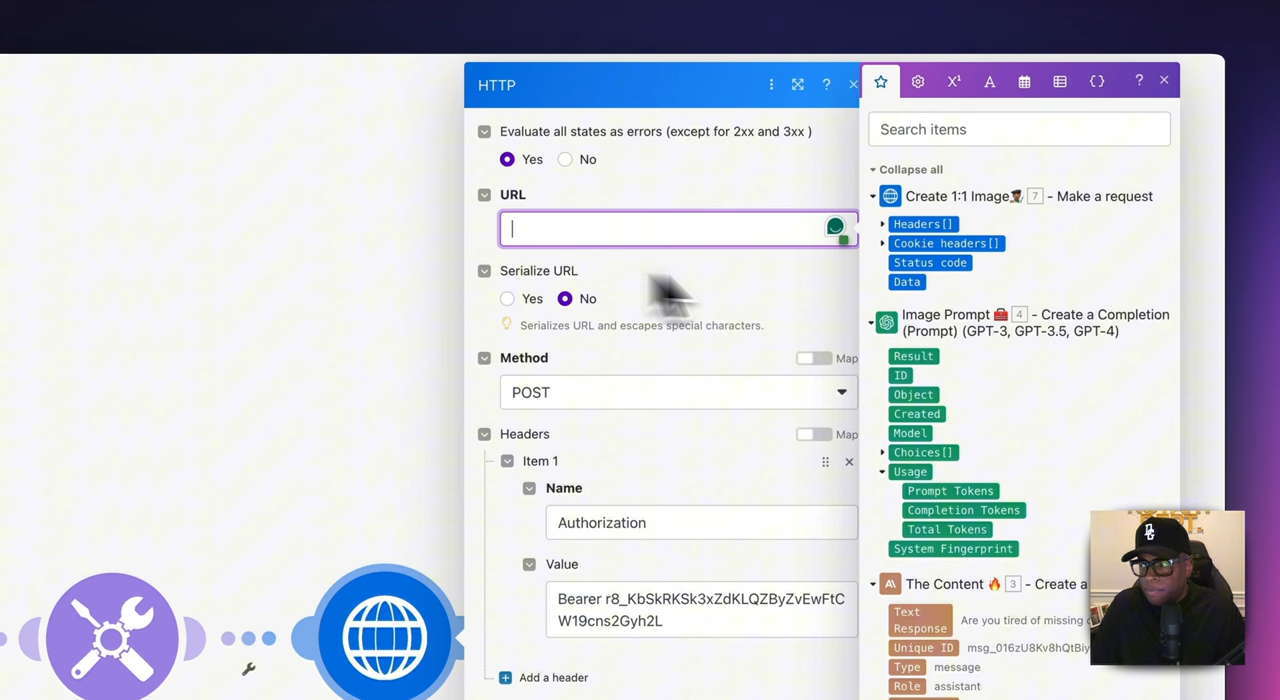 HTTP
?
Evaluate all states as errors (except for 2xx and 3xx )
Yes
No
URL
Serialize URL
Yes
No
Serializes URL and escapes special characters.
Method
Map
POST
Headers
Map
Item 1
Name
Authorization
Value
Bearer r8_KbSkRKSk3xZdKLQZByZvEwFtC
W19cns2Gyh2L
Add a header
X¹
A
?
Search items
Collapse all
Create 1:1 Image 7 - Make a request
Headers[]
Cookie headers[]
Status code
Data
Image Prompt 4 - Create a Completion
(Prompt) (GPT-3, GPT-3.5, GPT-4)
Result
ID
Object
Created
Model
Choices[]
Usage
Prompt Tokens
Completion Tokens
Total Tokens
System Fingerprint
A\ The Content 3 - Create a
Text
Response
Are you tired of missing
Unique ID
msg_016zU8Kv8hQtBiy
Type
message
Role
assistant